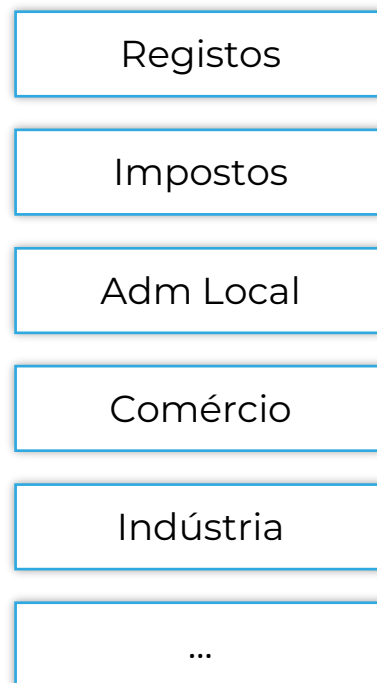 Registos
Impostos
Adm Local
Comércio
Indústria
...